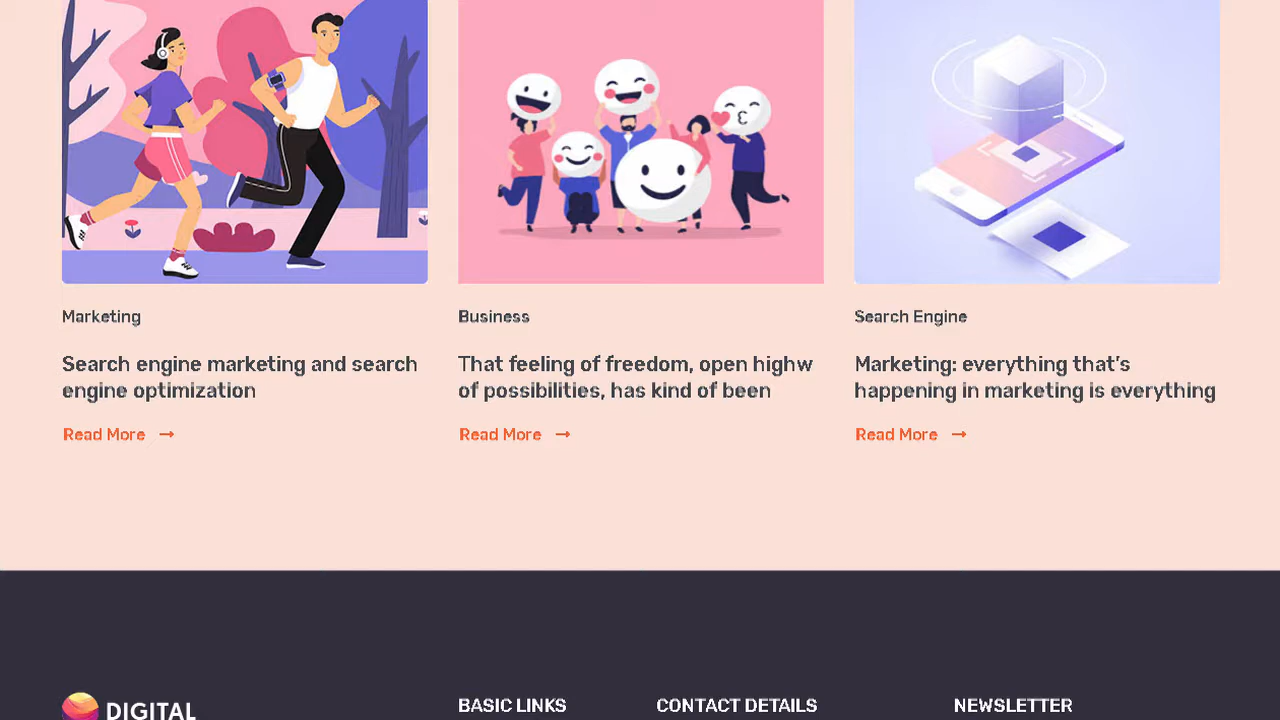 Marketing
Search engine marketing and search
engine optimization
Read More
Business
That feeling of freedom, open highw
of possibilities, has kind of been
Read More
Search Engine
Marketing: everything that's
happening in marketing is everything
Read More
DIGITAL
BASIC LINKS
CONTACT DETAILS
NEWSLETTER